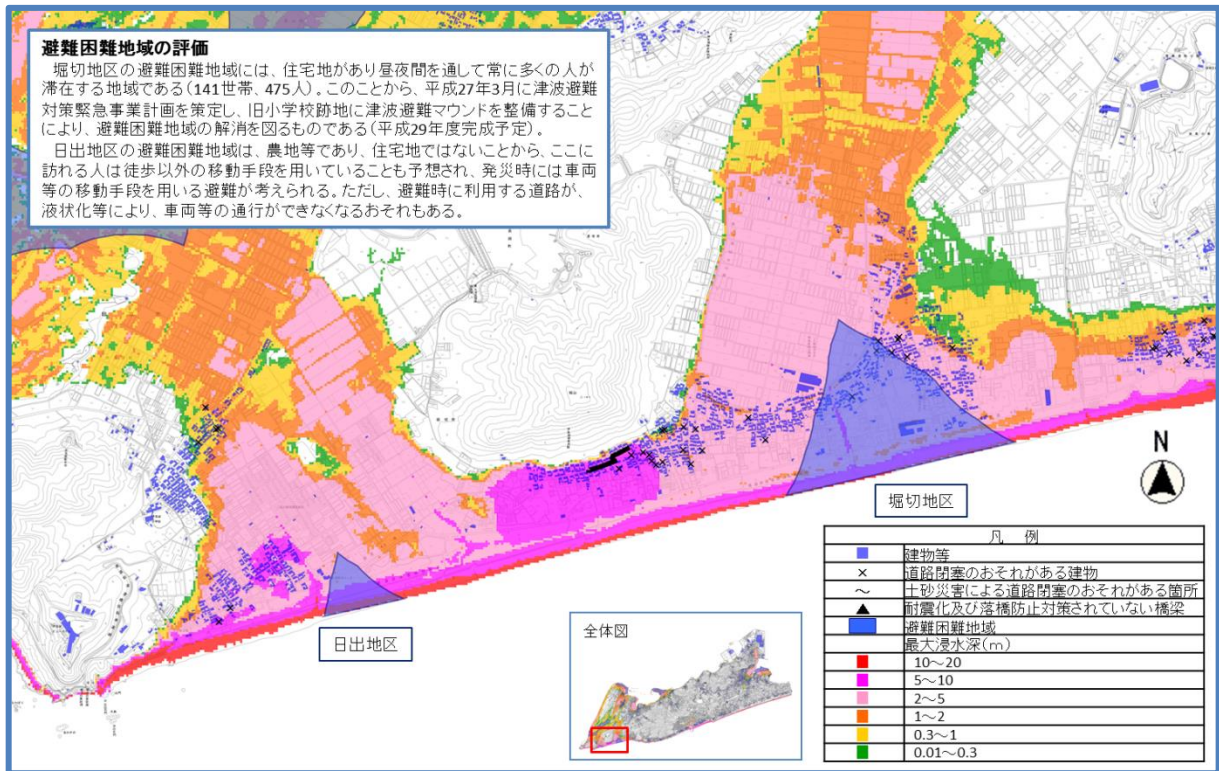 避難困難地域の評価
堀切地区の避難困難地域には、住宅地があり昼夜間を通して常に多くの人が
滞在する地域である(141世帯、475人)。このことから、平成27年3月に津波避難
対策緊急事業計画を策定し、旧小学校跡地に津波避難マウンドを整備すること
により、避難困難地域の解消を図るものである(平成29年度完成予定)。
日出地区の避難困難地域は、農地等であり、住宅地ではないことから、ここに
訪れる人は徒歩以外の移動手段を用いていることも予想され、発災時には車両
等の移動手段を用いる避難が考えられる。ただし、避難時に利用する道路が、
液状化等により、車両等の通行ができなくなるおそれもある。
N
堀切地区
日出地区
全体図
凡 例
建物等
× 道路閉塞のおそれがある建物
～ 土砂災害による道路閉塞のおそれがある箇所
▲ 耐震化及び落橋防止対策されていない橋梁
避難困難地域
最大浸水深(m)
10～20
5～10
2～5
1～2
0.3～1
0.01～0.3